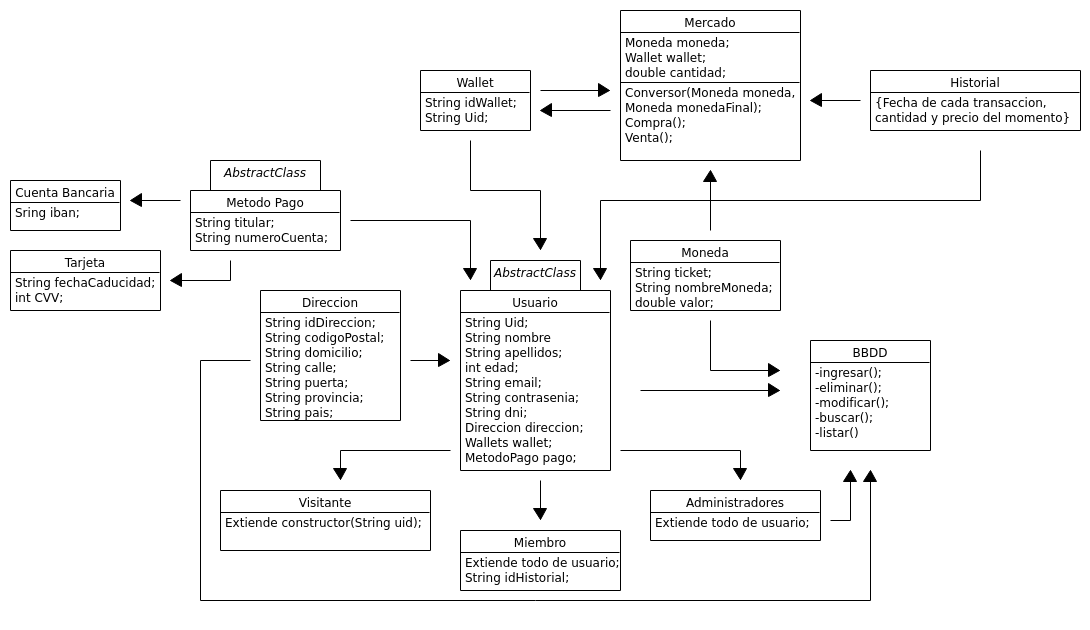 Mercado
Moneda moneda;
Wallet wallet;
double cantidad;
Conversor(Moneda moneda,
Moneda monedaFinal);
Compra();
Venta();
Wallet
String idWallet;
String Uid;
Historial
{Fecha de cada transaccion,
cantidad y precio del momento}
AbstractClass
Metodo Pago
String titular;
String numeroCuenta;
Cuenta Bancaria
Sring iban;
Tarjeta
String fechaCaducidad;
int CVV;
Moneda
String ticket;
String nombreMoneda;
double valor;
AbstractClass
Usuario
String Uid;
String nombre
String apellidos;
int edad;
String email;
String contrasenia;
String dni;
Direccion direccion;
Wallets wallet;
MetodoPago pago;
Direccion
String idDireccion;
String codigoPostal;
String domicilio;
String calle;
String puerta;
String provincia;
String pais;
BBDD
-ingresar();
-eliminar();
-modificar();
-buscar();
-listar()
Visitante
Extiende constructor(String uid);
Administradores
Extiende todo de usuario;
Miembro
Extiende todo de usuario;
String idHistorial;